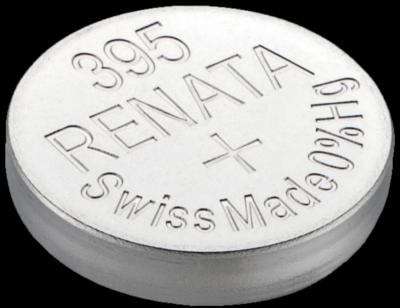 395
RENATA
+
Swiss Made 0%Hg